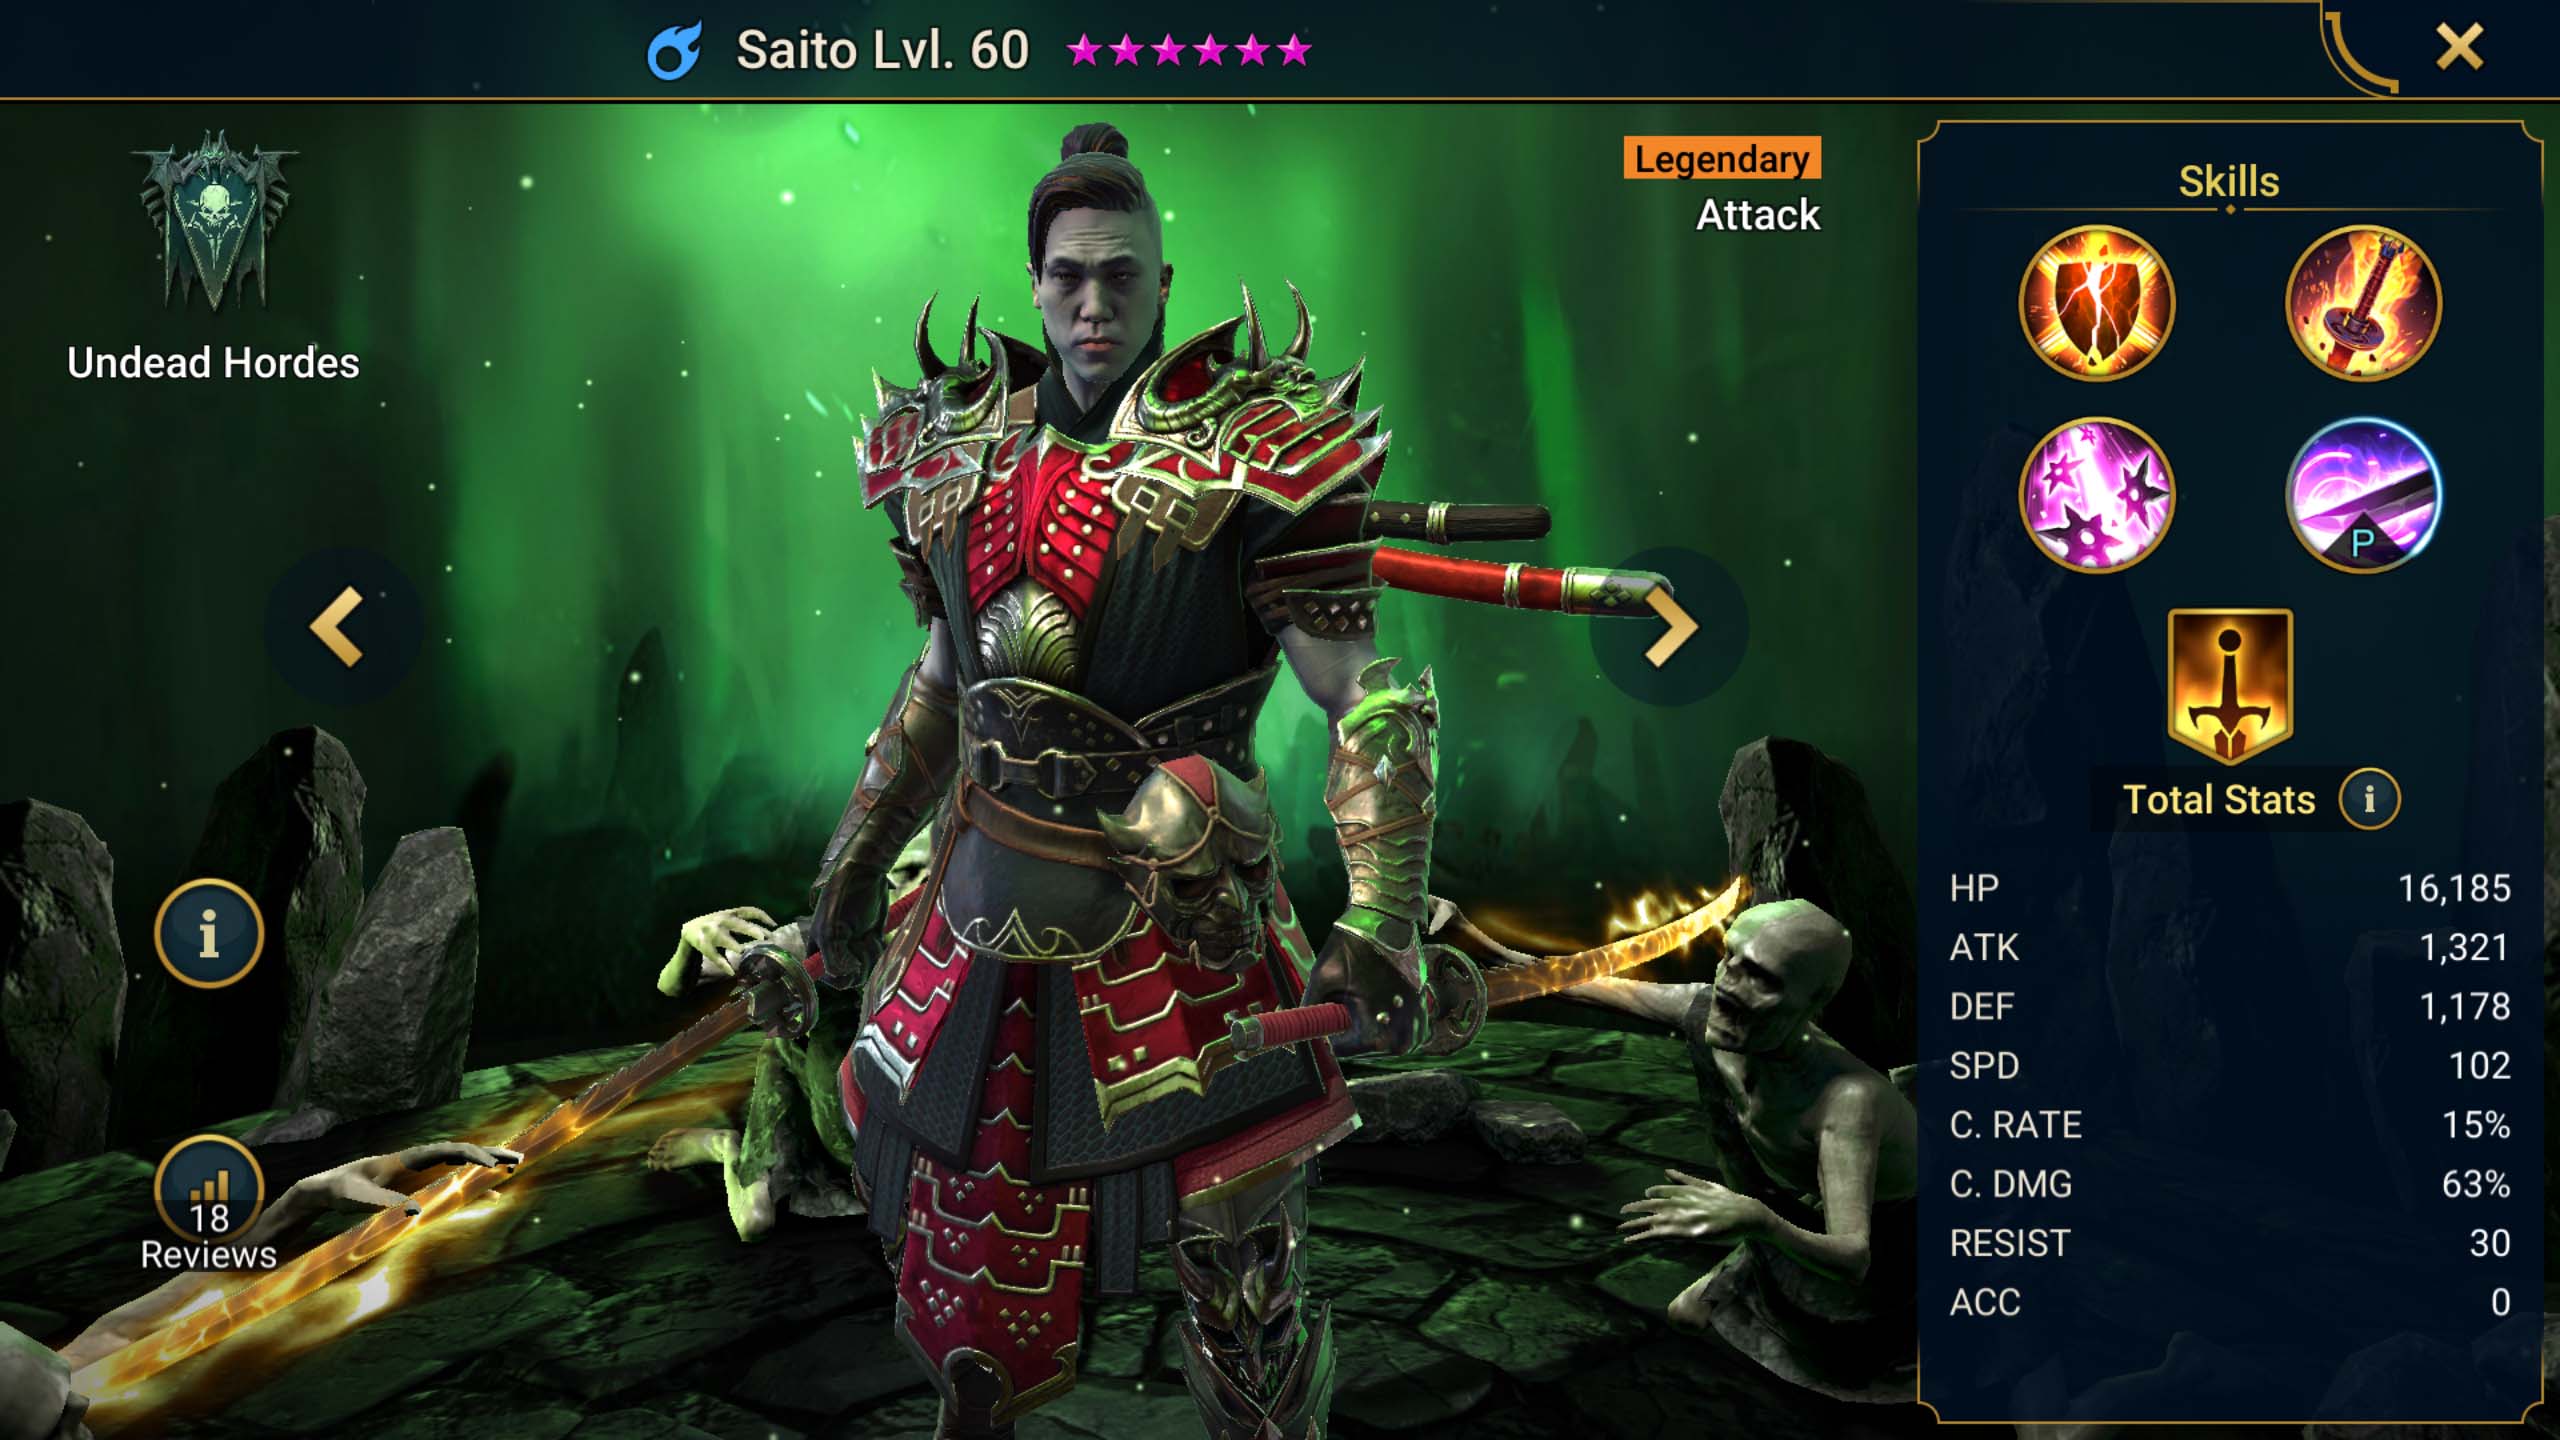 Saito Lvl. 60
Undead Hordes
Legendary
Attack
i
18
Reviews
Skills
P
Total Stats i
HP 16,185
ATK 1,321
DEF 1,178
SPD 102
C. RATE 15%
C. DMG 63%
RESIST 30
ACC 0